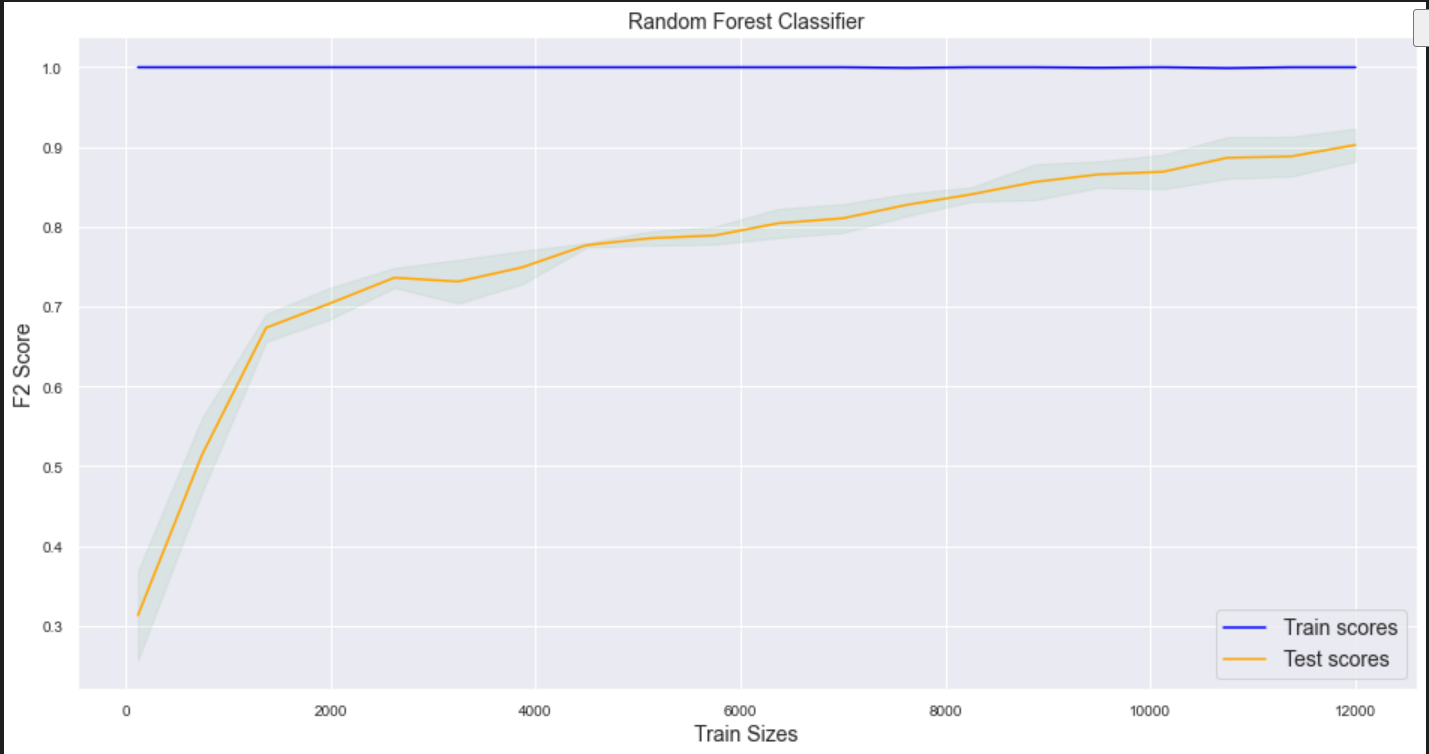 Random Forest Classifier
1.0
0.9
0.8
0.7
0.6
0.5
0.4
0.3
F2 Score
Train scores
Test scores
0 2000 4000 6000 8000 10000 12000
Train Sizes